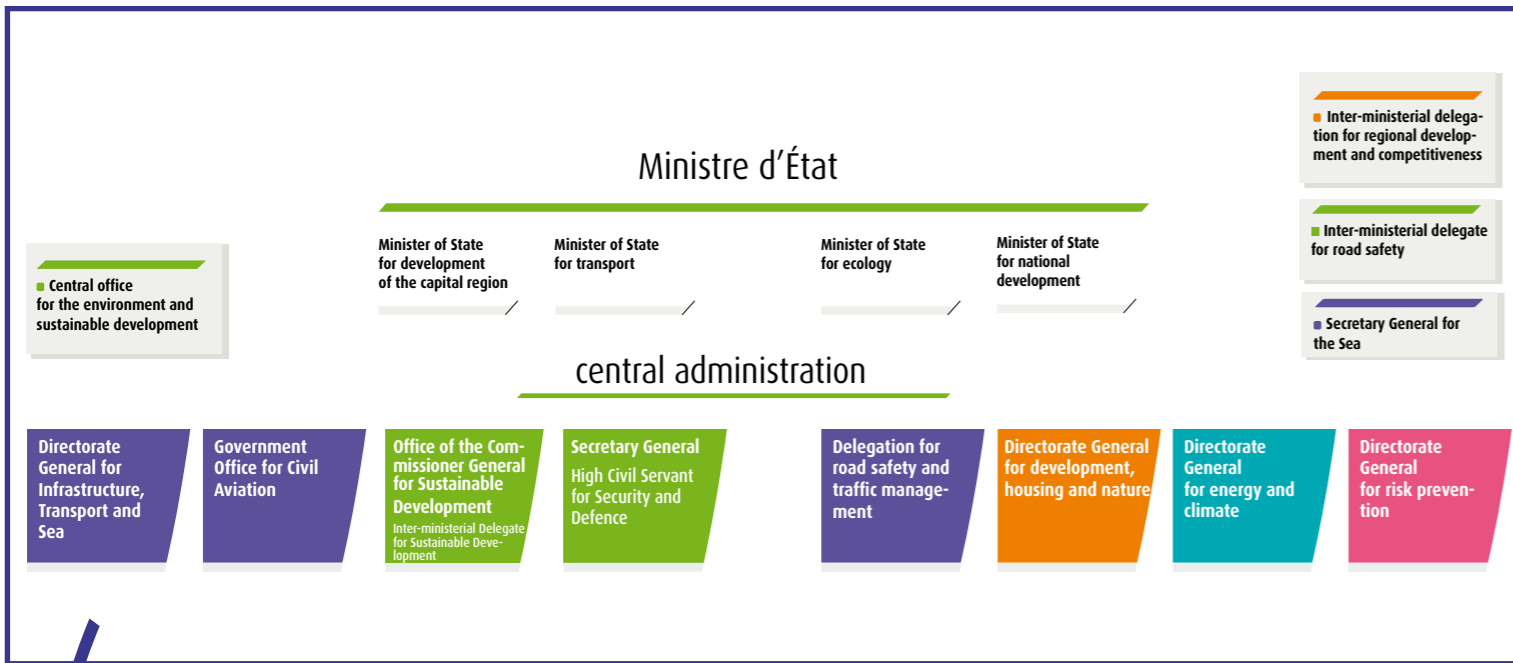 Ministre d'État
Inter-ministerial delega-
tion for regional develop-
ment and competitiveness
Inter-ministerial delegate
for road safety
Secretary General for
the Sea
Central office
for the environment and
sustainable development
Minister of State
for development
of the capital region
Minister of State
for transport
Minister of State
for ecology
Minister of State
for national
development
central administration
Directorate
General for
Infrastructure,
Transport and
Sea
Government
Office for Civil
Aviation
Office of the Com-
missioner General
for Sustainable
Development
Inter-ministerial Delegate
for Sustainable Deve-
lopment
Secretary General
High Civil Servant
for Security and
Defence
Delegation for
road safety and
traffic manage-
ment
Directorate General
for development,
housing and nature
Directorate
General
for energy and
climate
Directorate
General
for risk preven-
tion